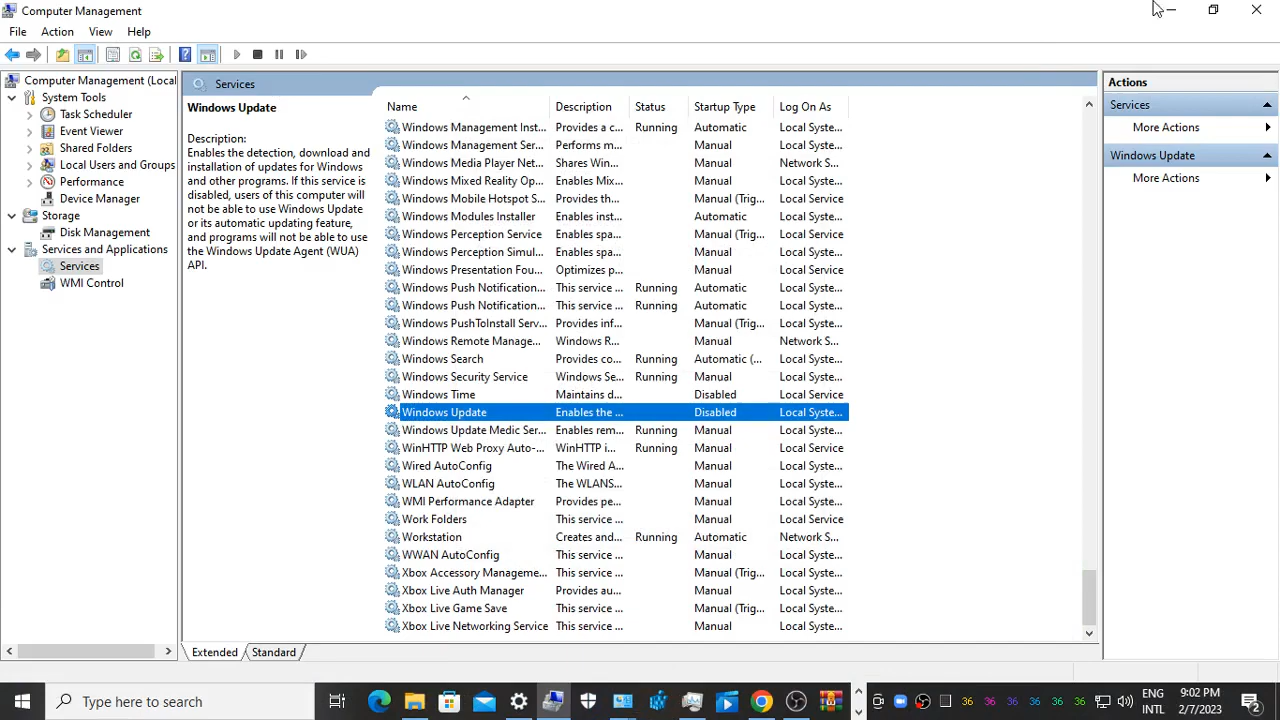 Computer Management
File Action View Help
Computer Management (Local
System Tools
Task Scheduler
Event Viewer
Shared Folders
Local Users and Groups
Performance
Device Manager
Storage
Disk Management
Services and Applications
Services
WMI Control
Services
Windows Update
Description:
Enables the detection, download and
installation of updates for Windows
and other programs. If this service is
disabled, users of this computer will
not be able to use Windows Update
or its automatic updating feature,
and programs will not be able to use
the Windows Update Agent (WUA)
API.
Name Description Status Startup Type Log On As
Windows Management Inst... Provides a c... Running Automatic Local Syste...
Windows Management Ser... Performs m... Manual Local Syste...
Windows Media Player Net... Shares Win... Manual Network S...
Windows Mixed Reality Op... Enables Mix... Manual Local Syste...
Windows Mobile Hotspot S... Provides th... Manual (Trig... Local Service
Windows Modules Installer Enables inst... Automatic Local Syste...
Windows Perception Service Enables spa... Manual (Trig... Local Service
Windows Perception Simul... Enables spa... Manual Local Syste...
Windows Presentation Fou... Optimizes p... Manual Local Service
Windows Push Notification... This service ... Running Automatic Local Syste...
Windows Push Notification... This service ... Running Automatic Local Syste...
Windows PushToInstall Serv... Provides inf... Manual (Trig... Local Syste...
Windows Remote Manage... Windows R... Manual Network S...
Windows Search Provides co... Running Automatic (... Local Syste...
Windows Security Service Windows Se... Running Manual Local Syste...
Windows Time Maintains d... Disabled Local Service
Windows Update Enables the ... Disabled Local Syste...
Windows Update Medic Ser... Enables rem... Running Manual Local Syste...
WinHTTP Web Proxy Auto-... WinHTTP i... Running Manual Local Service
Wired AutoConfig The Wired A... Manual Local Syste...
WLAN AutoConfig The WLANS... Manual Local Syste...
WMI Performance Adapter Provides pe... Manual Local Syste...
Work Folders This service ... Manual Local Service
Workstation Creates and... Running Automatic Network S...
WWAN AutoConfig This service ... Manual Local Syste...
Xbox Accessory Manageme... This service ... Manual (Trig... Local Syste...
Xbox Live Auth Manager Provides au... Manual Local Syste...
Xbox Live Game Save This service ... Manual (Trig... Local Syste...
Xbox Live Networking Service This service ... Manual Local Syste...
Extended Standard
Actions
Services
More Actions
Windows Update
More Actions
Type here to search
36 36 36 36 36
ENG
INTL
9:02 PM
2/7/2023
2